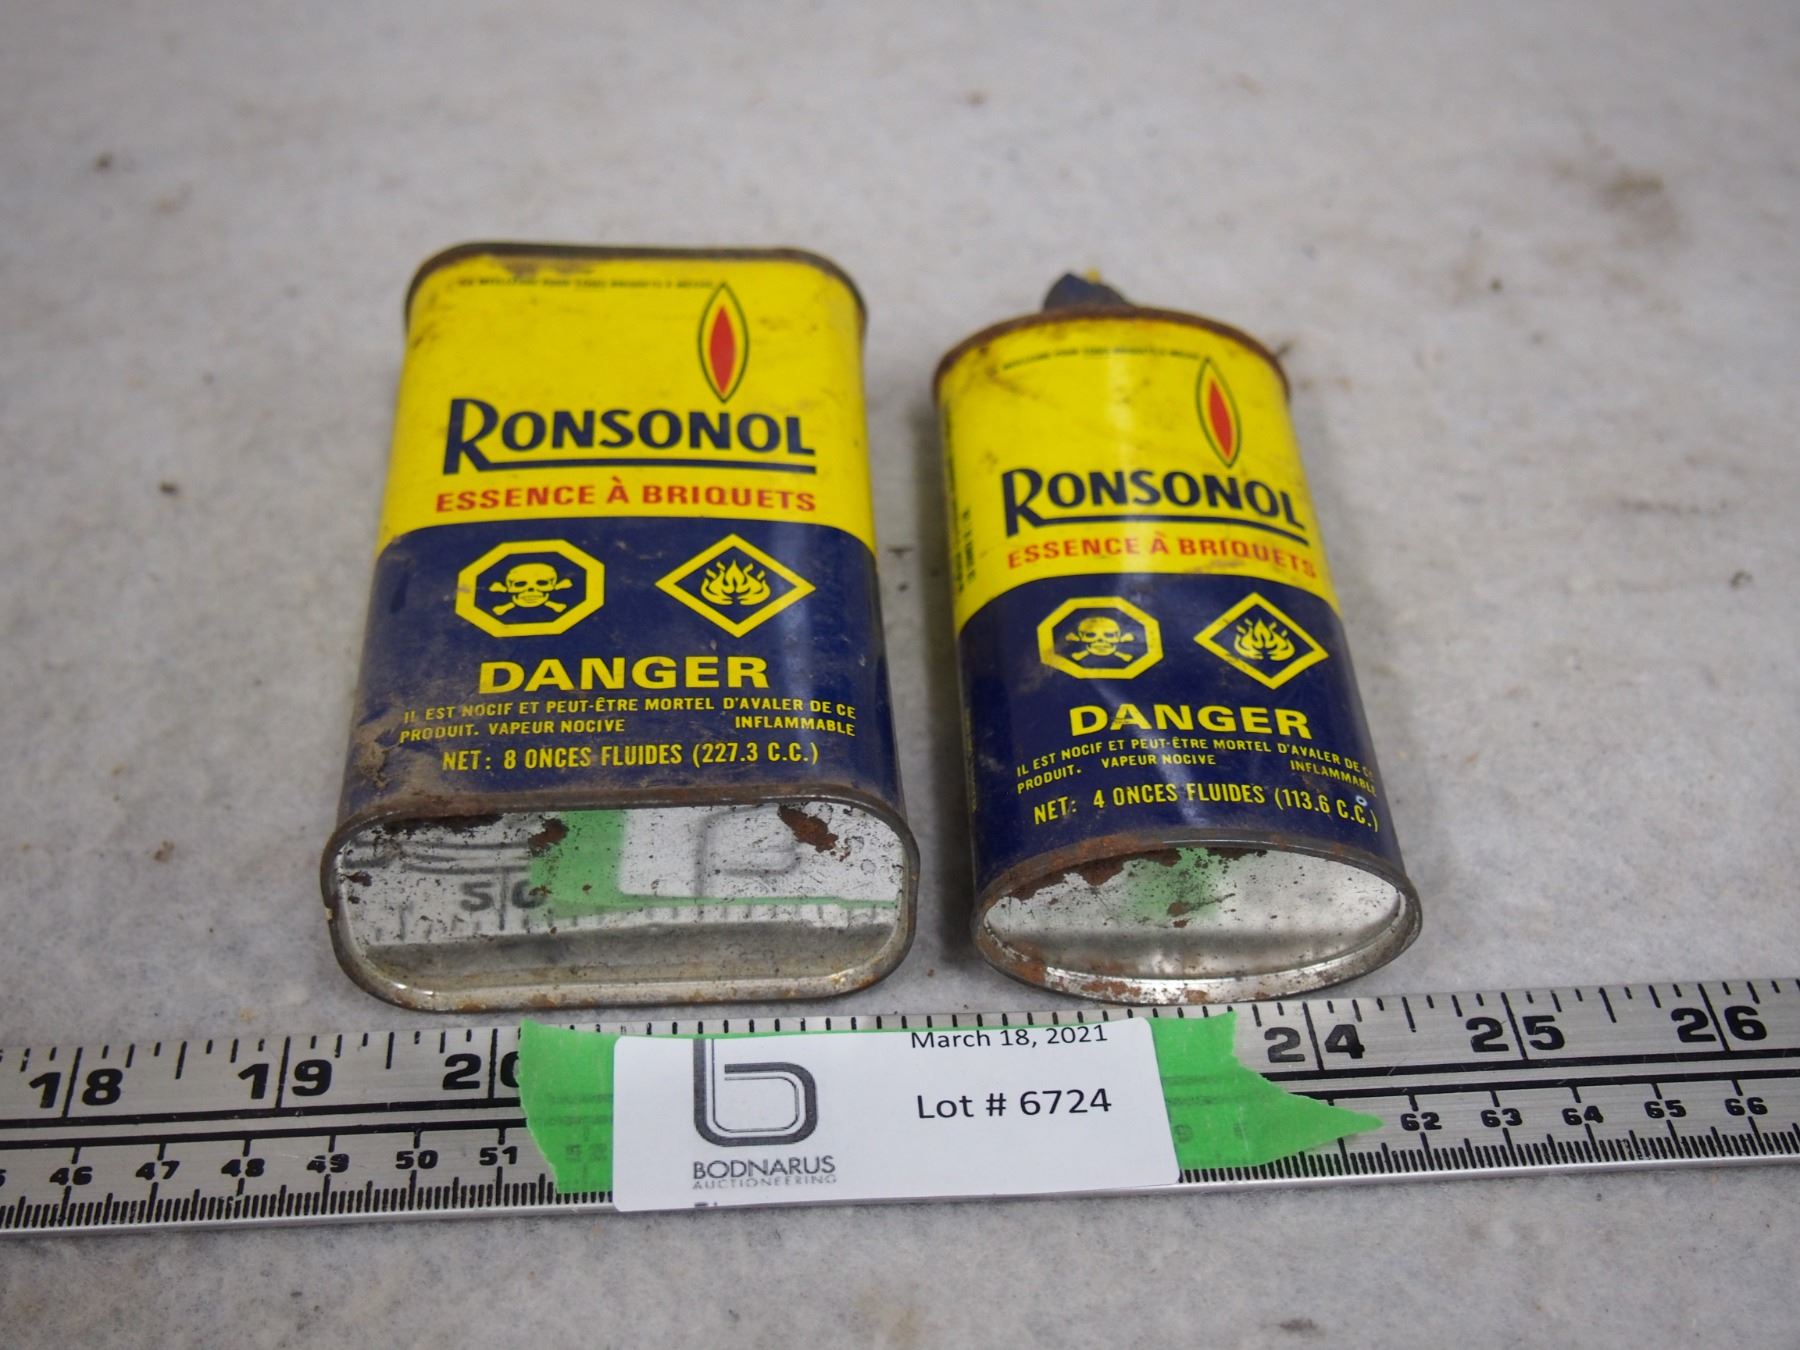 RONSONOL
ESSENCE À BRIQUETS
DANGER
IL EST NOCIF ET PEUT-ÊTRE MORTEL D'AVALER DE CE
PRODUIT. VAPEUR NOCIVE INFLAMMABLE
NET: 8 ONCES FLUIDES (227.3 C.C.)
RONSONOL
ESSENCE À BRIQUETS
DANGER
IL EST NOCIF ET PEUT-ÊTRE MORTEL D'AVALER DE CE
PRODUIT. VAPEUR NOCIVE INFLAMMABLE
NET: 4 ONCES FLUIDES (113.6 C.C.)
18 19 20 24 25 26
46 47 48 49 50 51 62 63 64 65 66
March 18, 2021
Lot # 6724
BODNARUS
AUCTIONEERING